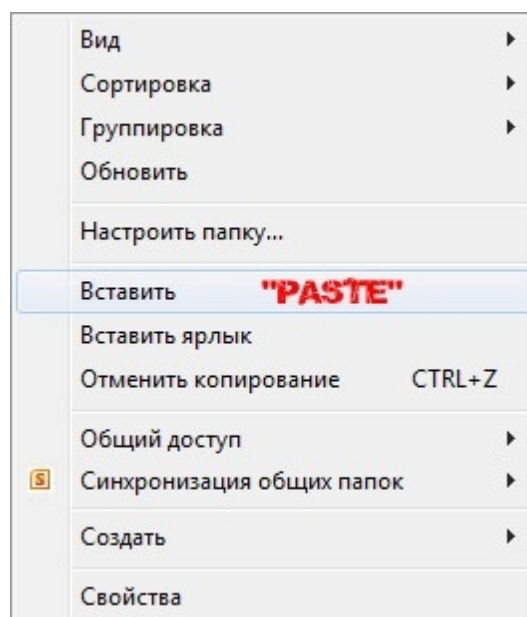 Вид
Сортировка
Группировка
Обновить
Настроить папку...
Вставить "PASTE"
Вставить ярлык
Отменить копирование CTRL+Z
Общий доступ
S Синхронизация общих папок
Создать
Свойства